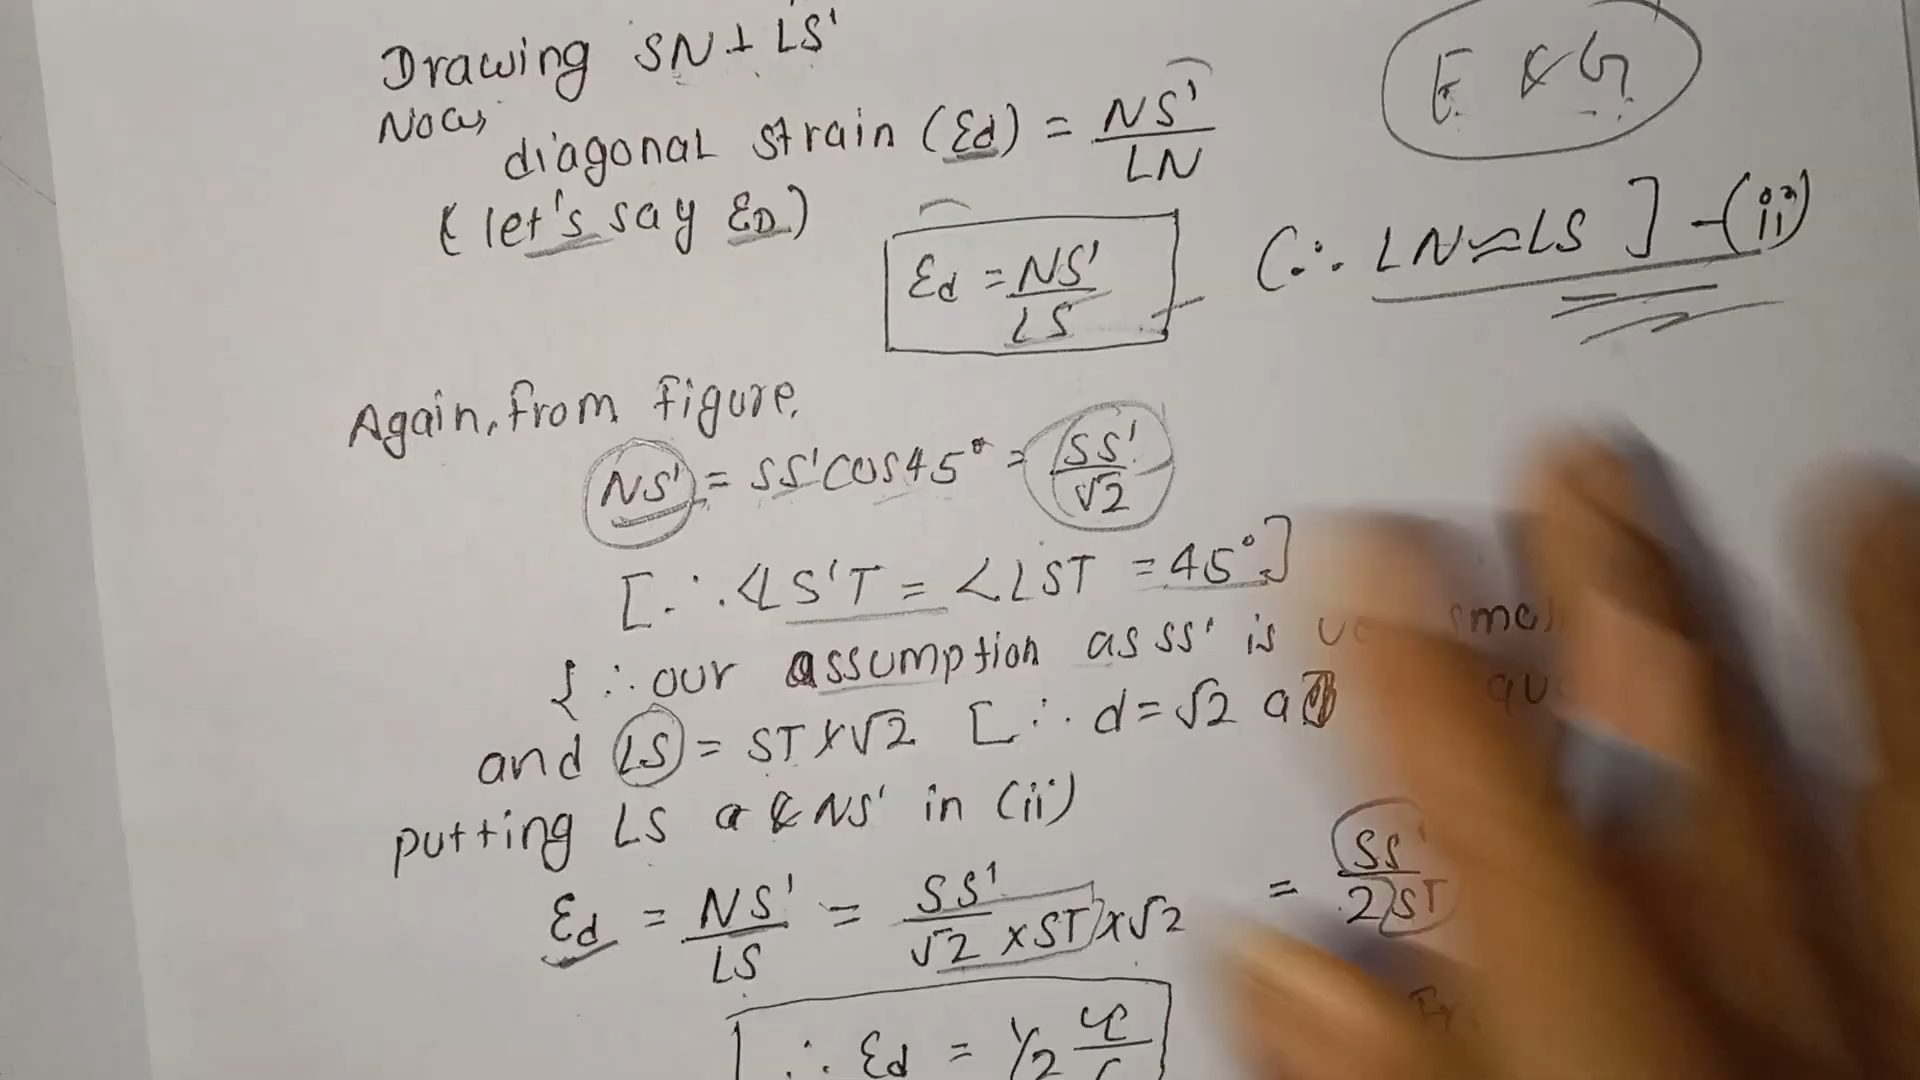 Drawing SN ⊥ LS'
E & G
Now,
diagonal strain (εd) = NS'/LN
( let's say εD)
εd = NS'/LS (∵ LN ≈ LS ] - (ii)
Again, from figure,
NS' = SS' cos45° = SS'/√2
[∵ ∠LS'T = ∠LST = 45°]
{ ∵ our assumption as SS' is
and LS = ST x √2 [∵ d = √2 a
putting LS & NS' in (ii)
εd = NS'/LS = SS'/√2 x ST x √2 = SS'/2ST
∴ εd = 1/2